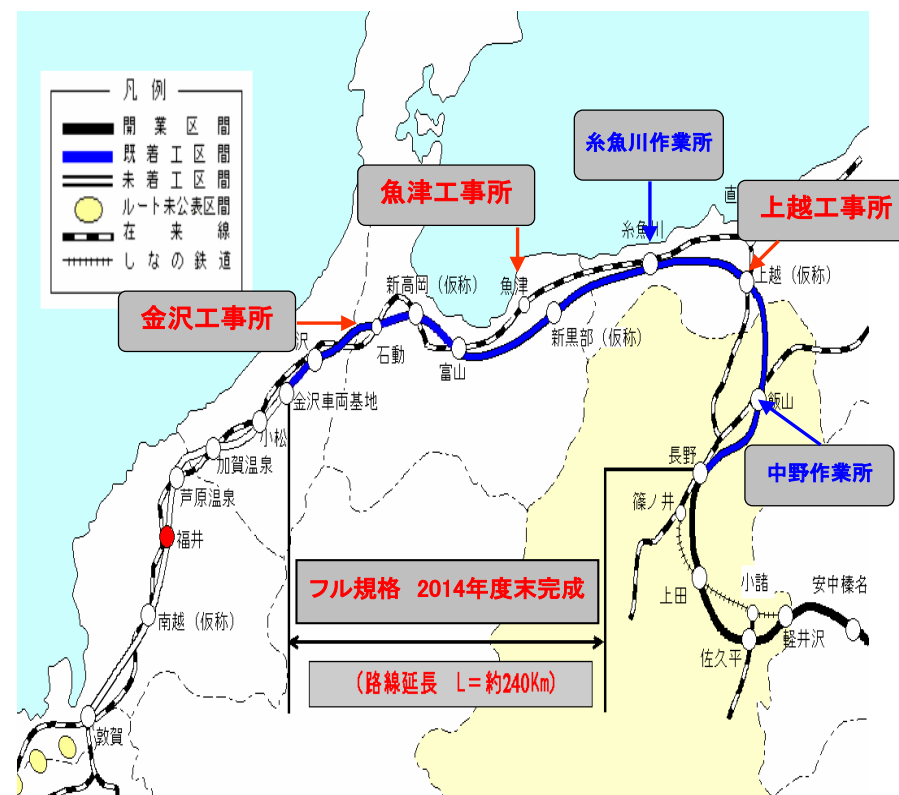 凡例
開業区間
既着工区間
未着工区間
ルート未公表区間
在来線
しなの鉄道
糸魚川作業所
魚津工事所
直
上越工事所
糸魚川
上越（仮称）
新高岡（仮称）
魚津
金沢工事所
沢
石動
新黒部（仮称）
富山
金沢車両基地
飯山
小松
長野
中野作業所
加賀温泉
芦原温泉
篠ノ井
福井
フル規格 2014年度末完成
上田
小諸
安中榛名
南越（仮称）
軽井沢
佐久平
（路線延長 L＝約240Km）
敦賀